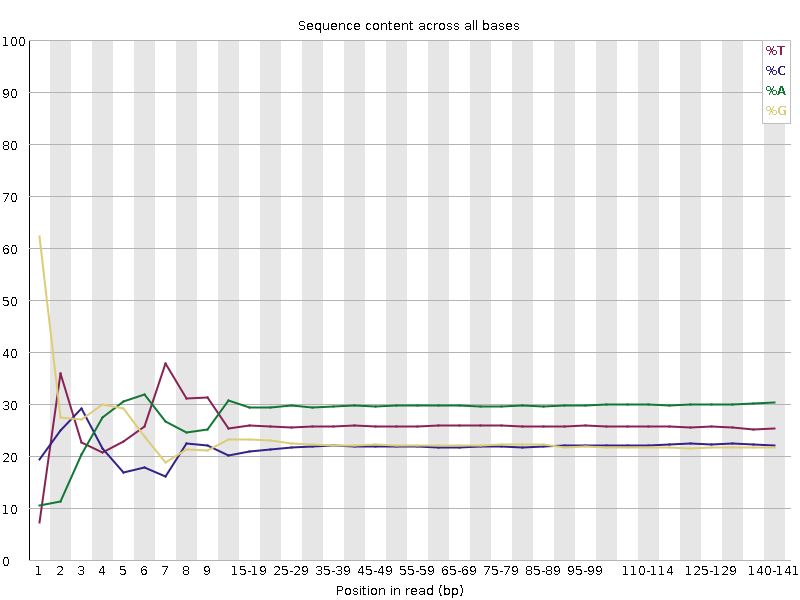 Sequence content across all bases
%T
%C
%A
%G
100
90
80
70
60
50
40
30
20
10
0
1 2 3 4 5 6 7 8 9 15-19 25-29 35-39 45-49 55-59 65-69 75-79 85-89 95-99 110-114 125-129 140-141
Position in read (bp)